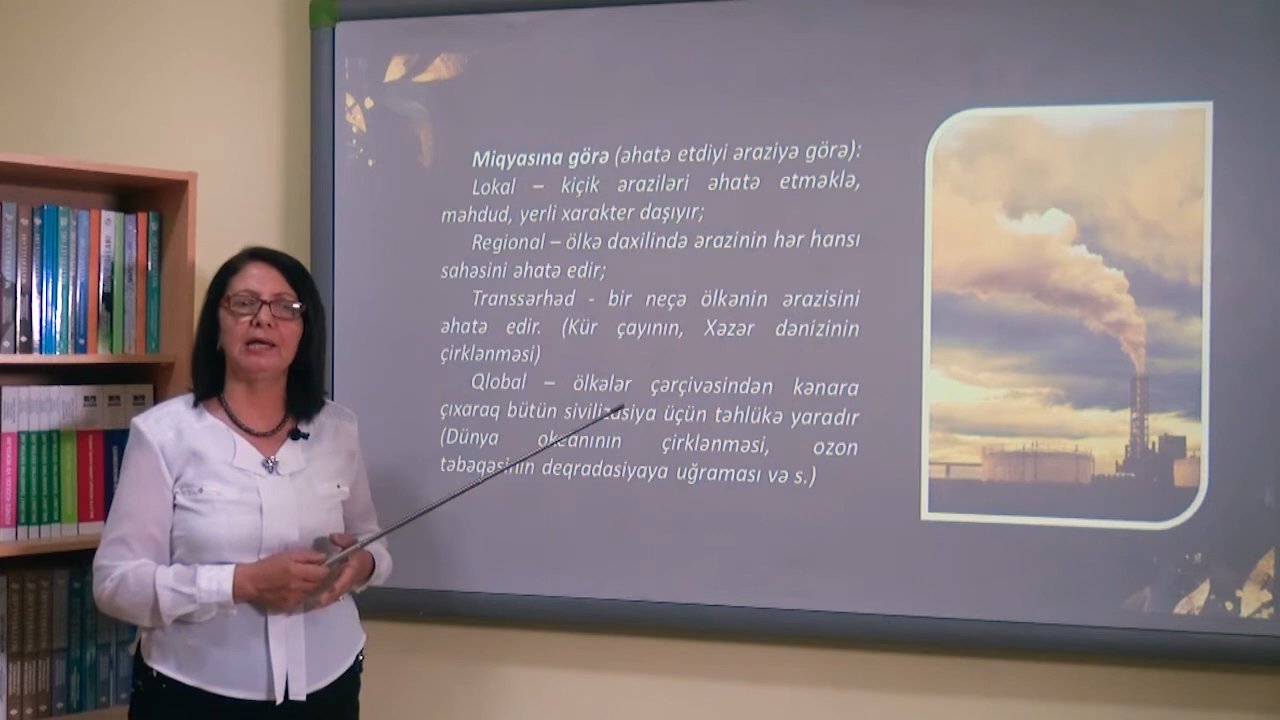 Miqyasına görə (əhatə etdiyi əraziyə görə):
Lokal – kiçik əraziləri əhatə etməklə,
məhdud, yerli xarakter daşıyır;
Regional – ölkə daxilində ərazinin hər hansı
sahəsini əhatə edir;
Transsərhəd - bir neçə ölkənin ərazisini
əhatə edir. (Kür çayının, Xəzər dənizinin
çirklənməsi)
Qlobal – ölkələr çərçivəsindən kənara
çıxaraq bütün sivilizasiya üçün təhlükə yaradır
(Dünya okeanının çirklənməsi, ozon
təbəqəsinin deqradasiyaya uğraması və s.)